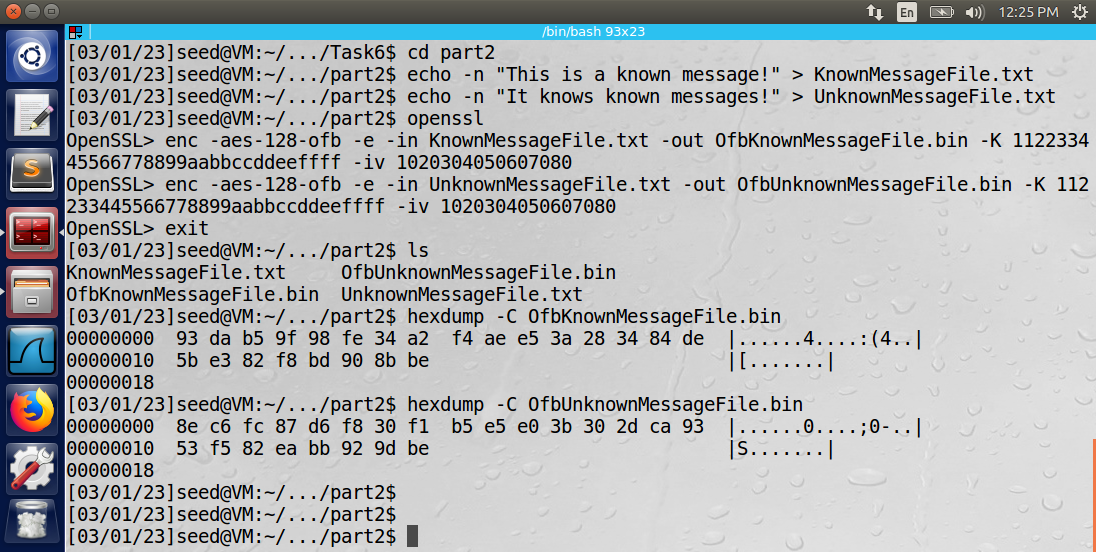 En 12:25 PM
/bin/bash 93x23
[03/01/23]seed@VM:~/.../Task6$ cd part2
[03/01/23]seed@VM:~/.../part2$ echo -n "This is a known message!" > KnownMessageFile.txt
[03/01/23]seed@VM:~/.../part2$ echo -n "It knows known messages!" > UnknownMessageFile.txt
[03/01/23]seed@VM:~/.../part2$ openssl
OpenSSL> enc -aes-128-ofb -e -in KnownMessageFile.txt -out OfbKnownMessageFile.bin -K 1122334
45566778899aabbccddeeffff -iv 1020304050607080
OpenSSL> enc -aes-128-ofb -e -in UnknownMessageFile.txt -out OfbUnknownMessageFile.bin -K 112
2334455566778899aabbccddeeffff -iv 1020304050607080
OpenSSL> exit
[03/01/23]seed@VM:~/.../part2$ ls
KnownMessageFile.txt     OfbUnknownMessageFile.bin
OfbKnownMessageFile.bin  UnknownMessageFile.txt
[03/01/23]seed@VM:~/.../part2$ hexdump -C OfbKnownMessageFile.bin
00000000  93 da b5 9f 98 fe 34 a2  f4 ae e5 3a 28 34 84 de  |......4....:(4..|
00000010  5b e3 82 f8 bd 90 8b be                           |[.......|
00000018
[03/01/23]seed@VM:~/.../part2$ hexdump -C OfbUnknownMessageFile.bin
00000000  8e c6 fc 87 d6 f8 30 f1  b5 e5 e0 3b 30 2d ca 93  |......0....;0-..|
00000010  53 f5 82 ea bb 92 9d be                           |S.......|
00000018
[03/01/23]seed@VM:~/.../part2$
[03/01/23]seed@VM:~/.../part2$
[03/01/23]seed@VM:~/.../part2$